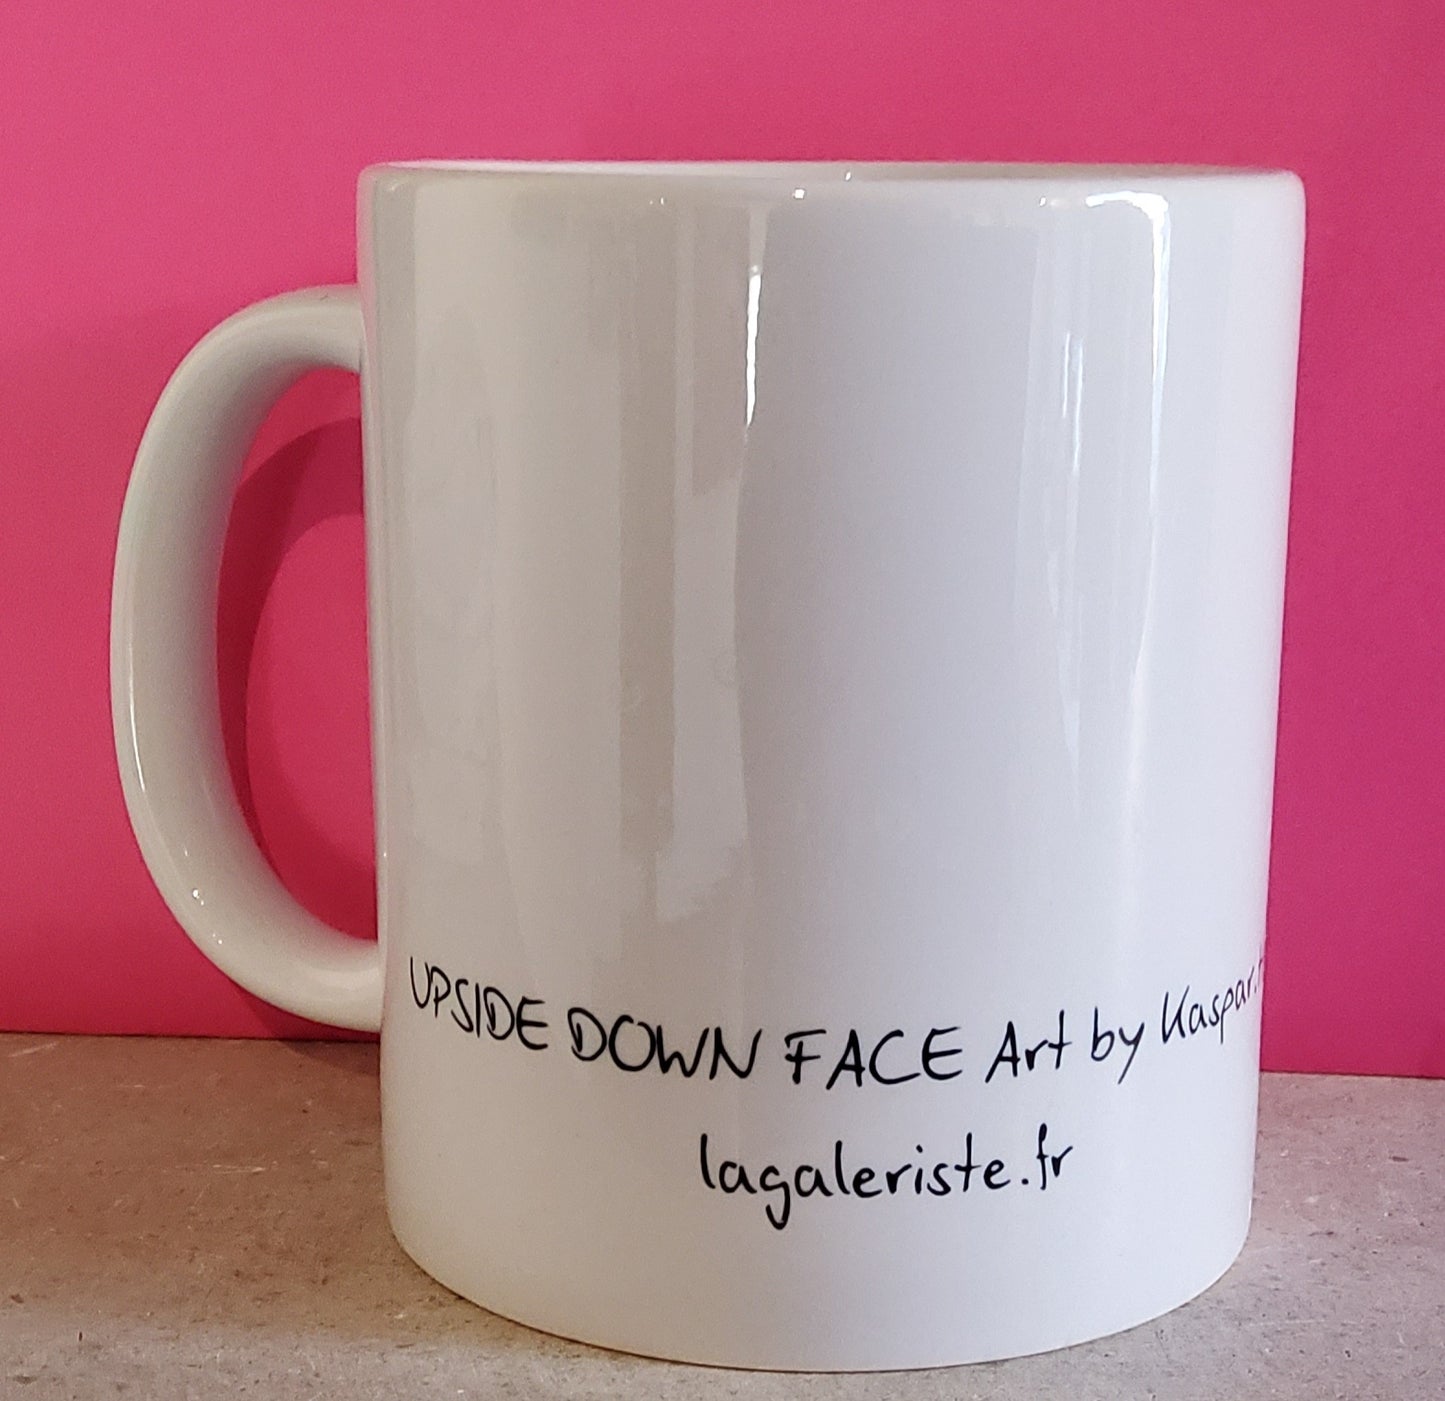 UPSIDE DOWN FACE Art by Kaspar.
lagaleriste.fr